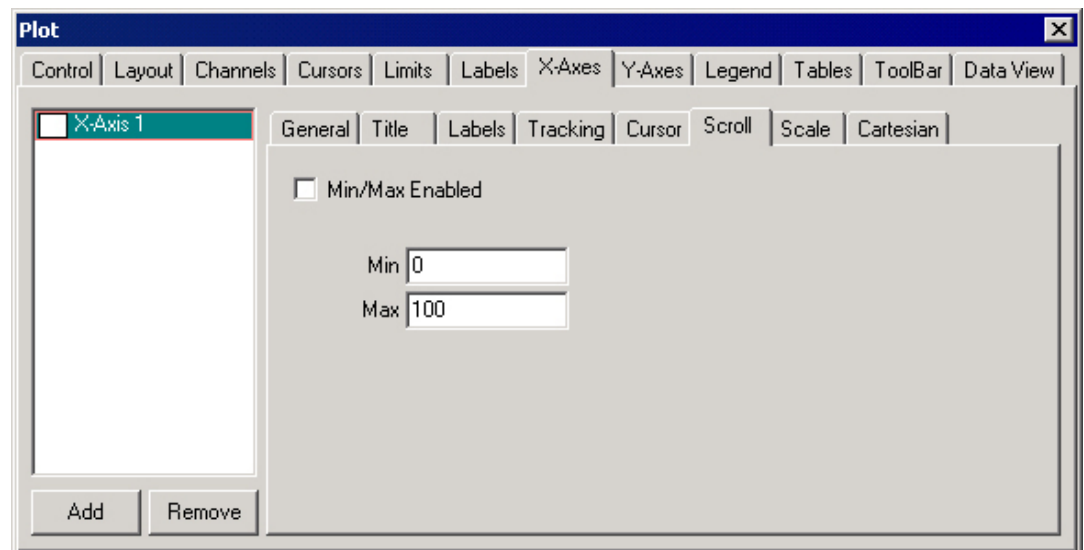 Plot
Control Layout Channels Cursors Limits Labels X-Axes Y-Axes Legend Tables ToolBar Data View
X-Axis 1
General Title Labels Tracking Cursor Scroll Scale Cartesian
Min/Max Enabled
Min 0
Max 100
Add Remove